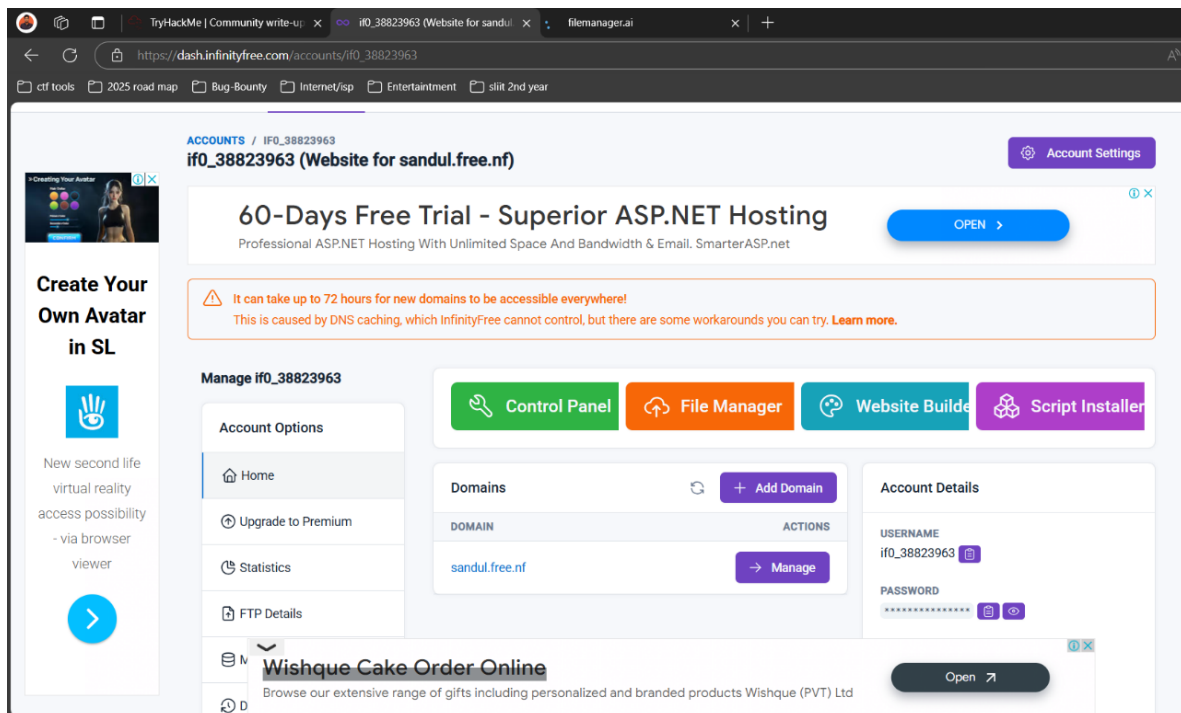 TryHackMe | Community write-up
if0_38823963 (Website for sandul
filemanager.ai
https://dash.infinityfree.com/accounts/if0_38823963
ctf tools
2025 road map
Bug-Bounty
Internet/isp
Entertaintment
sliit 2nd year
ACCOUNTS / IF0_38823963
if0_38823963 (Website for sandul.free.nf)
Account Settings
>Creating Your Avatar
Create Your
Own Avatar
in SL
New second life
virtual reality
access possibility
- via browser
viewer
60-Days Free Trial - Superior ASP.NET Hosting
Professional ASP.NET Hosting With Unlimited Space And Bandwidth & Email. SmarterASP.net
OPEN >
It can take up to 72 hours for new domains to be accessible everywhere!
This is caused by DNS caching, which InfinityFree cannot control, but there are some workarounds you can try. Learn more.
Manage if0_38823963
Account Options
Home
Upgrade to Premium
Statistics
FTP Details
M
D
Control Panel
File Manager
Website Builde
Script Installer
Domains
+ Add Domain
DOMAIN
ACTIONS
sandul.free.nf
Manage
Account Details
USERNAME
if0_38823963
PASSWORD
***************
Wishque Cake Order Online
Browse our extensive range of gifts including personalized and branded products Wishque (PVT) Ltd
Open